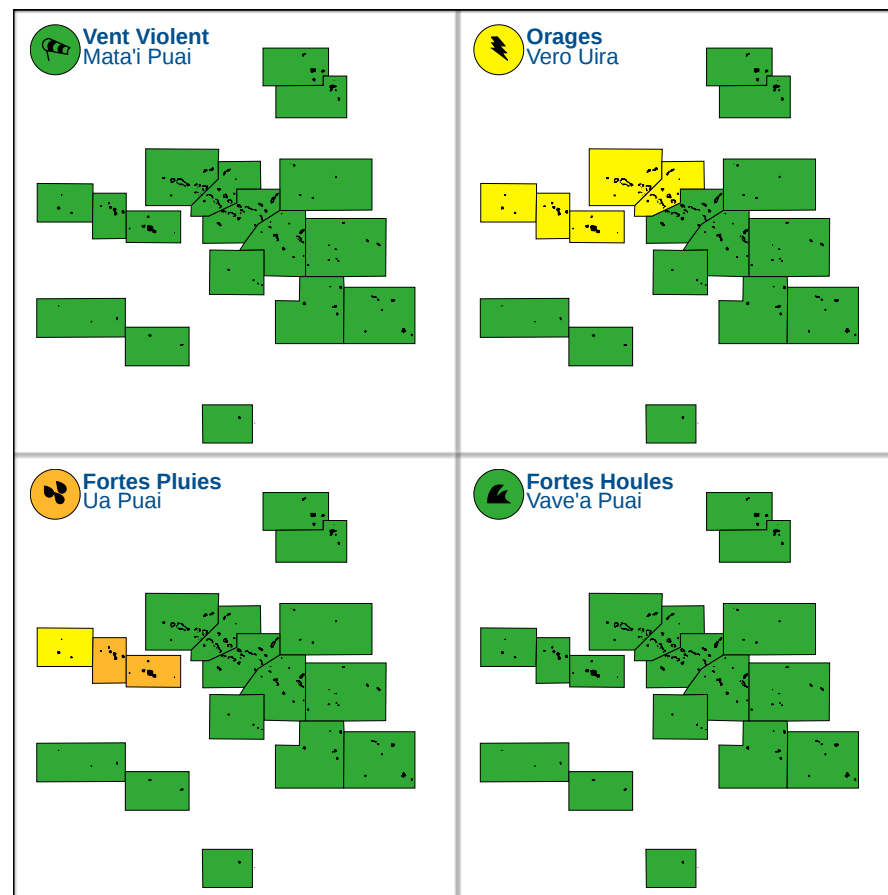 Vent Violent
Mata'i Puai
Orages
Vero Uira
Fortes Pluies
Ua Puai
Fortes Houles
Vave'a Puai